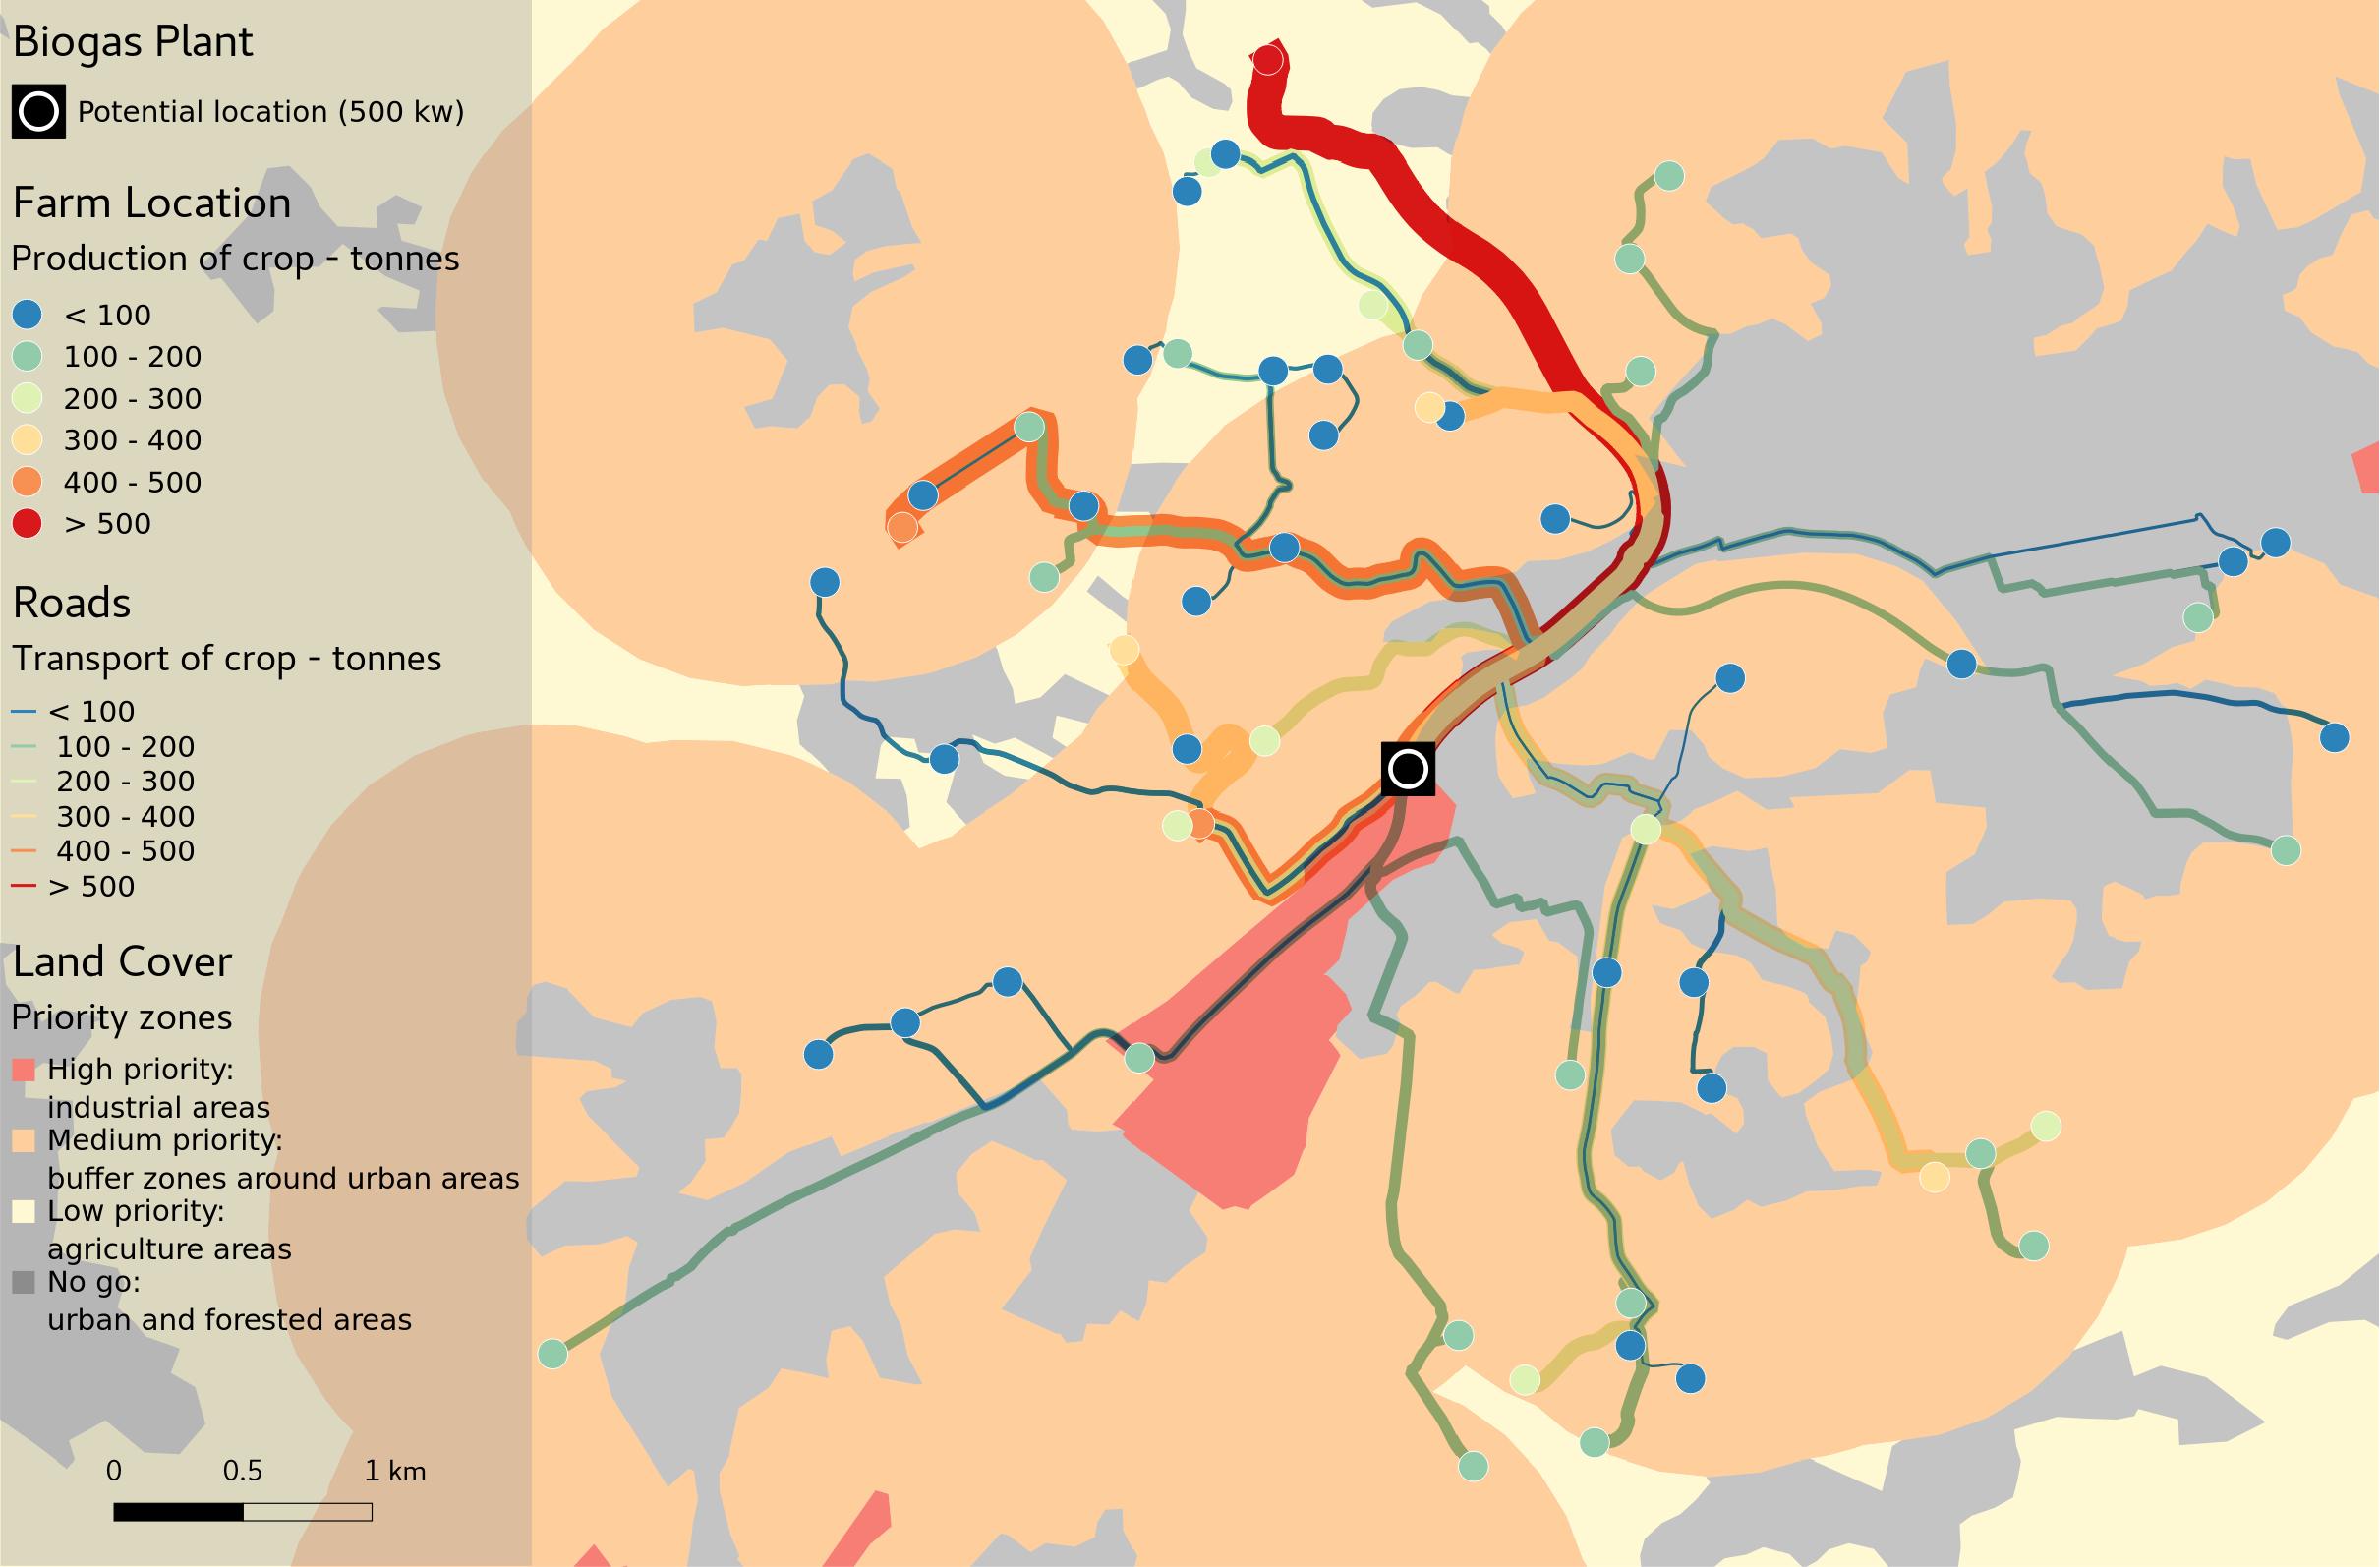 Biogas Plant
Potential location (500 kw)
Farm Location
Production of crop - tonnes
< 100
100 - 200
200 - 300
300 - 400
400 - 500
> 500
Roads
Transport of crop - tonnes
< 100
100 - 200
200 - 300
300 - 400
400 - 500
> 500
Land Cover
Priority zones
High priority:
industrial areas
Medium priority:
buffer zones around urban areas
Low priority:
agriculture areas
No go:
urban and forested areas
0 0.5 1 km